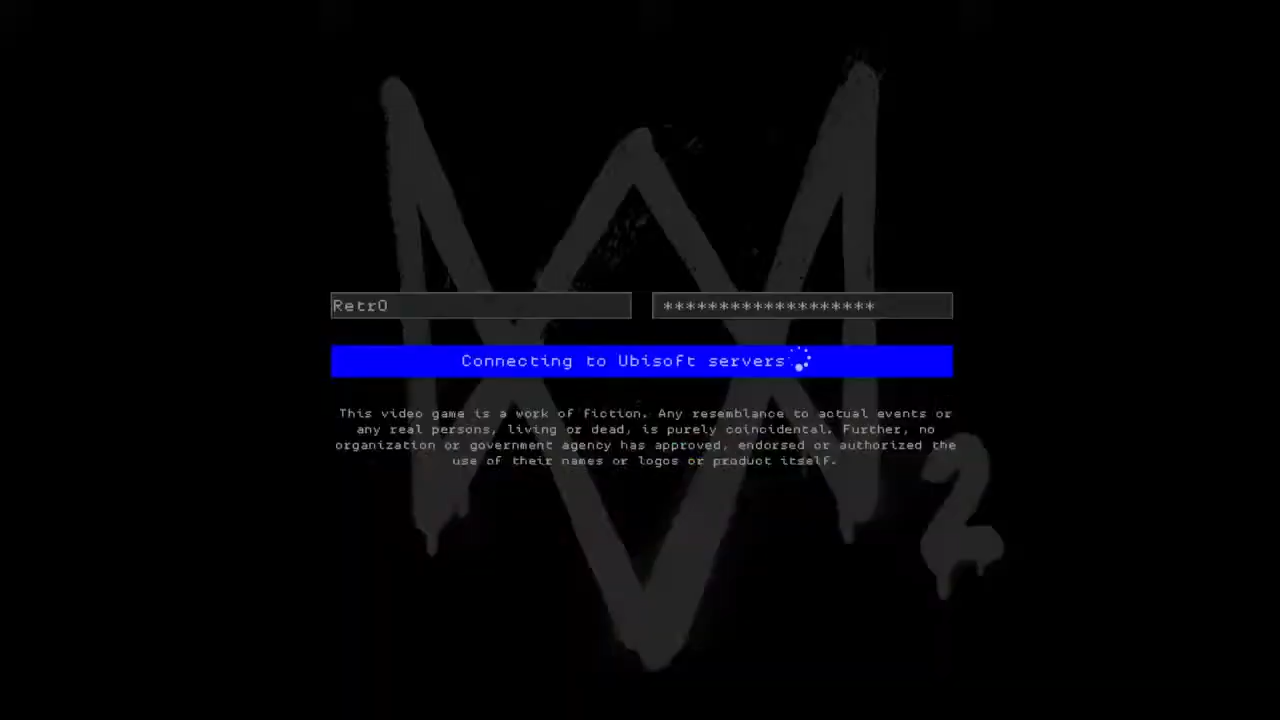 Retr0 *******************
Connecting to Ubisoft servers
This video game is a work of fiction. Any resemblance to actual events or
any real persons, living or dead, is purely coincidental. Further, no
organization or government agency has approved, endorsed or authorized the
use of their names or logos or product itself.
2